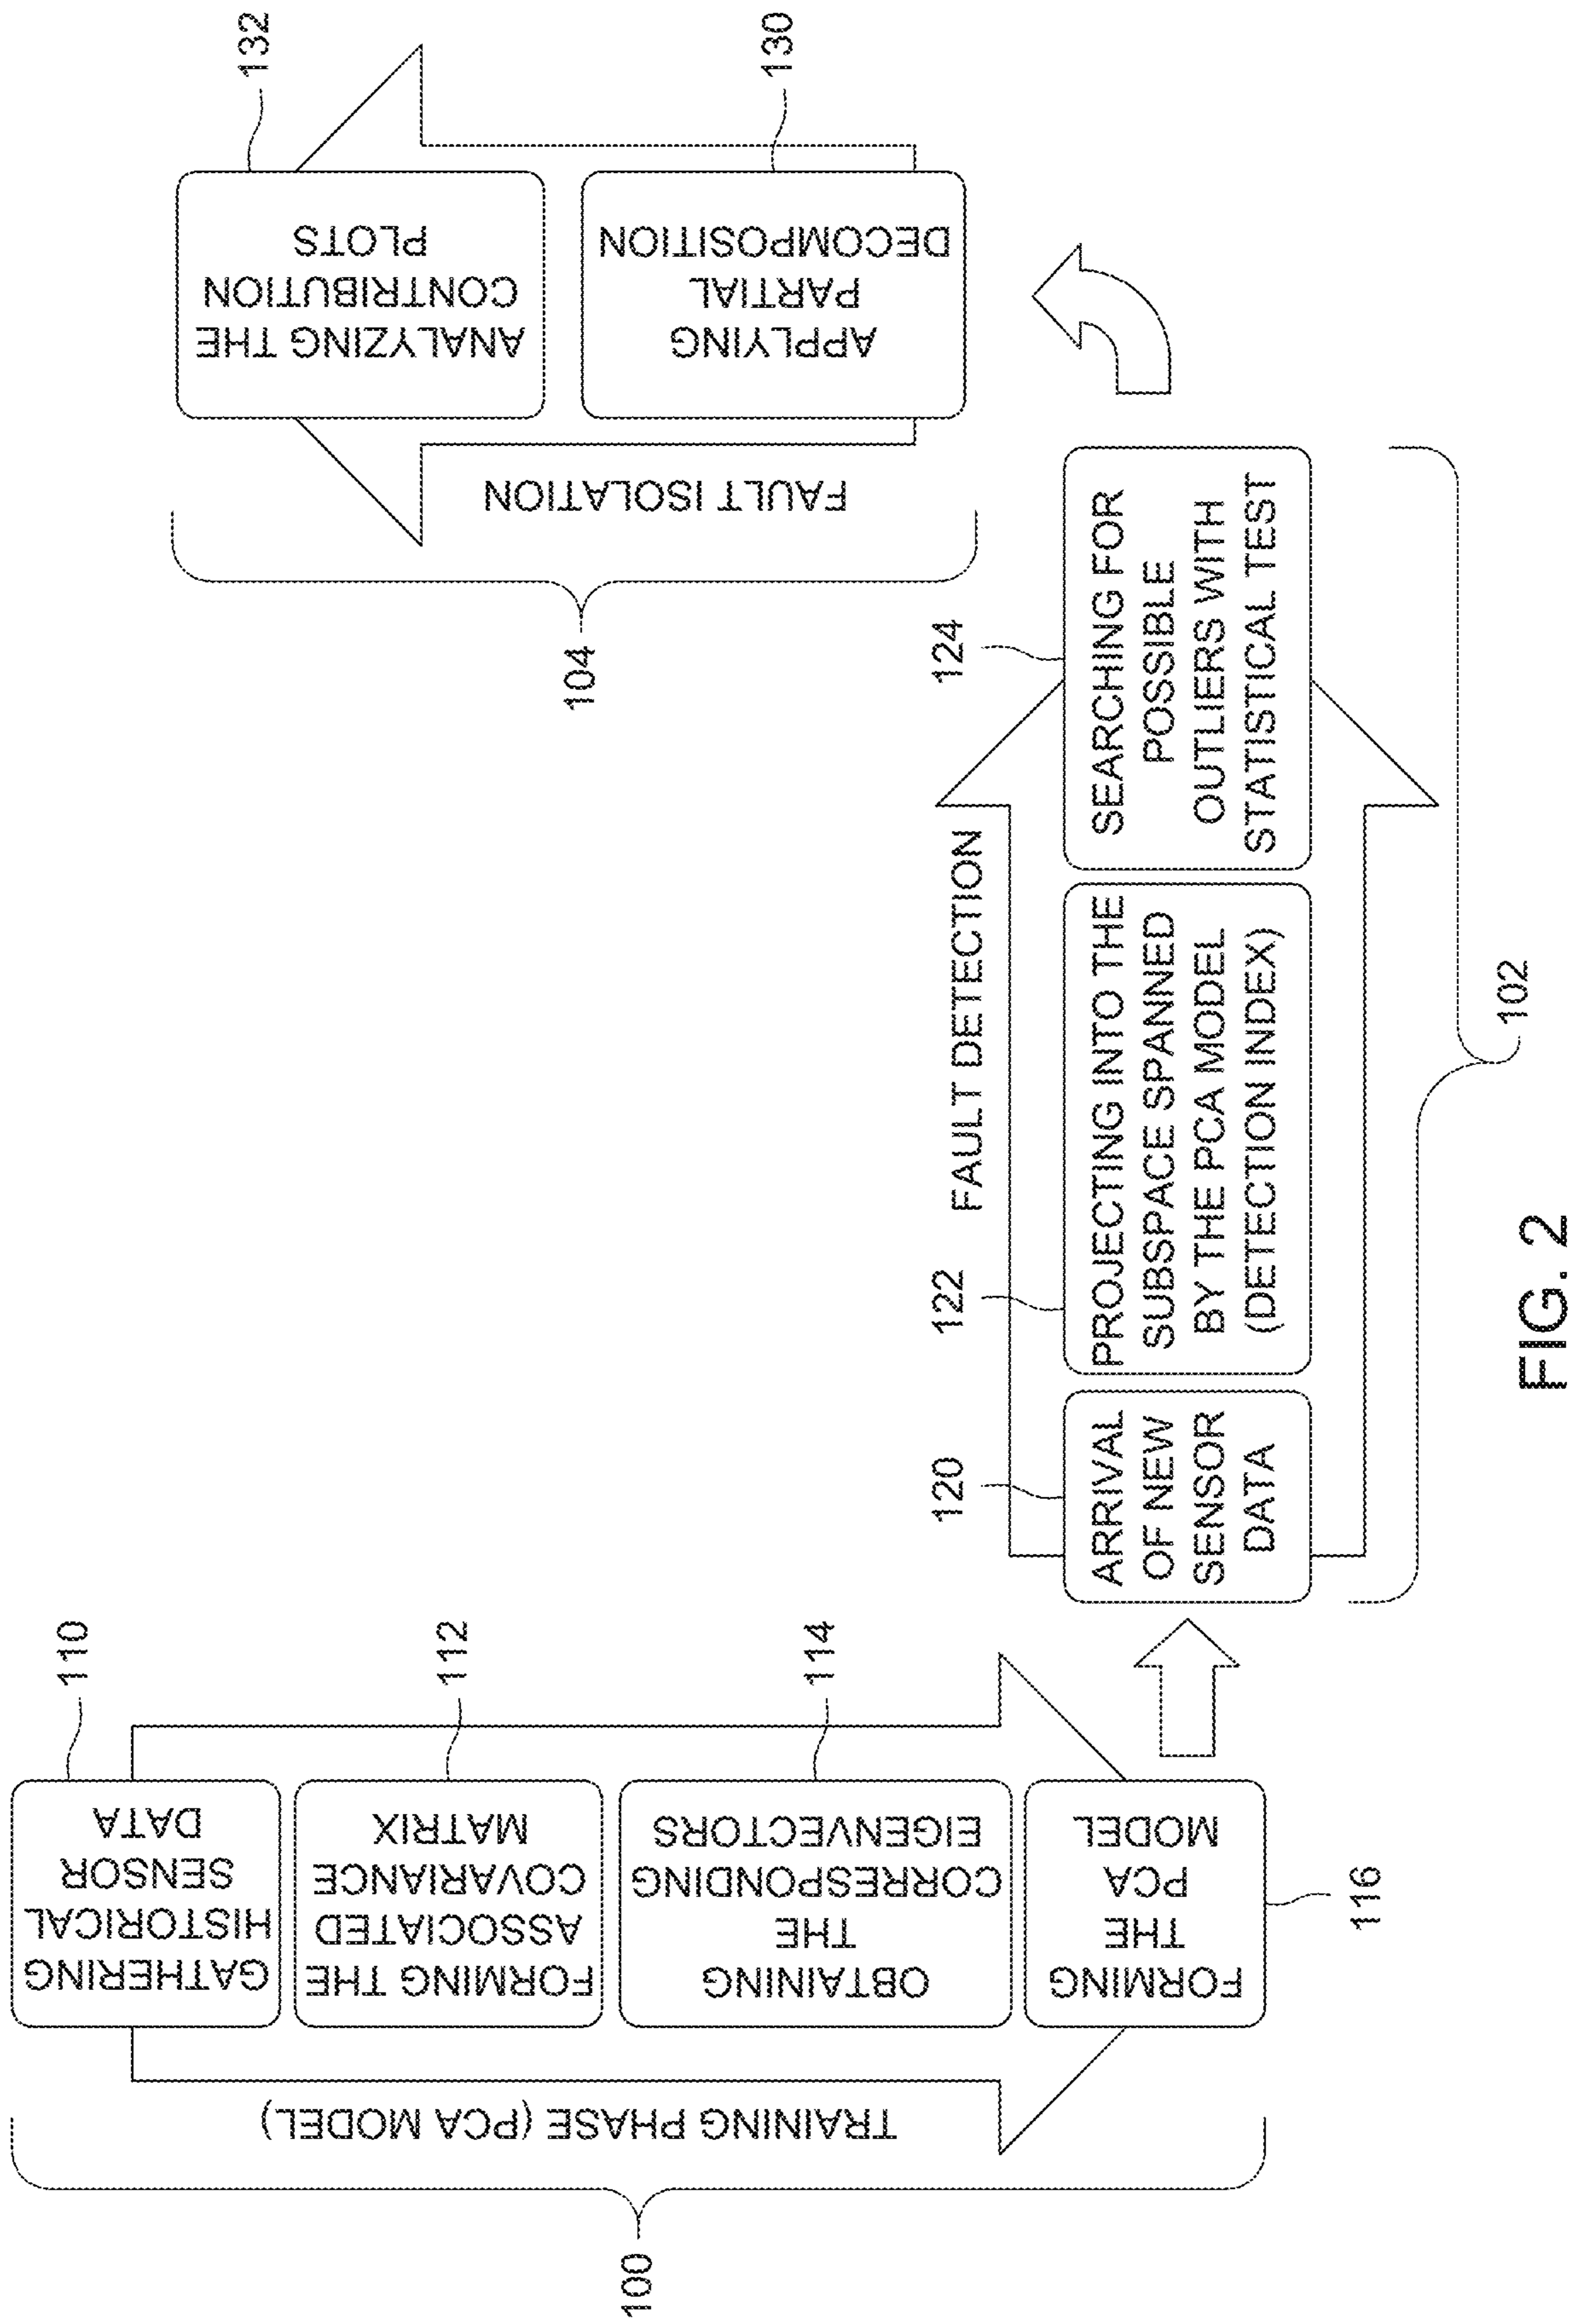 100
TRAINING PHASE (PCA MODEL)
110
GATHERING
HISTORICAL
SENSOR
DATA
112
FORMING THE
ASSOCIATED
COVARIANCE
MATRIX
114
OBTAINING
THE
CORRESPONDING
EIGENVECTORS
FORMING
THE
PCA
MODEL
116
FAULT DETECTION
120
ARRIVAL
OF NEW
SENSOR
DATA
122
PROJECTING INTO THE
SUBSPACE SPANNED
BY THE PCA MODEL
(DETECTION INDEX)
124
SEARCHING FOR
POSSIBLE
OUTLIERS WITH
STATISTICAL TEST
102
104
FAULT ISOLATION
130
APPLYING
PARTIAL
DECOMPOSITION
132
ANALYZING THE
CONTRIBUTION
PLOTS
FIG. 2